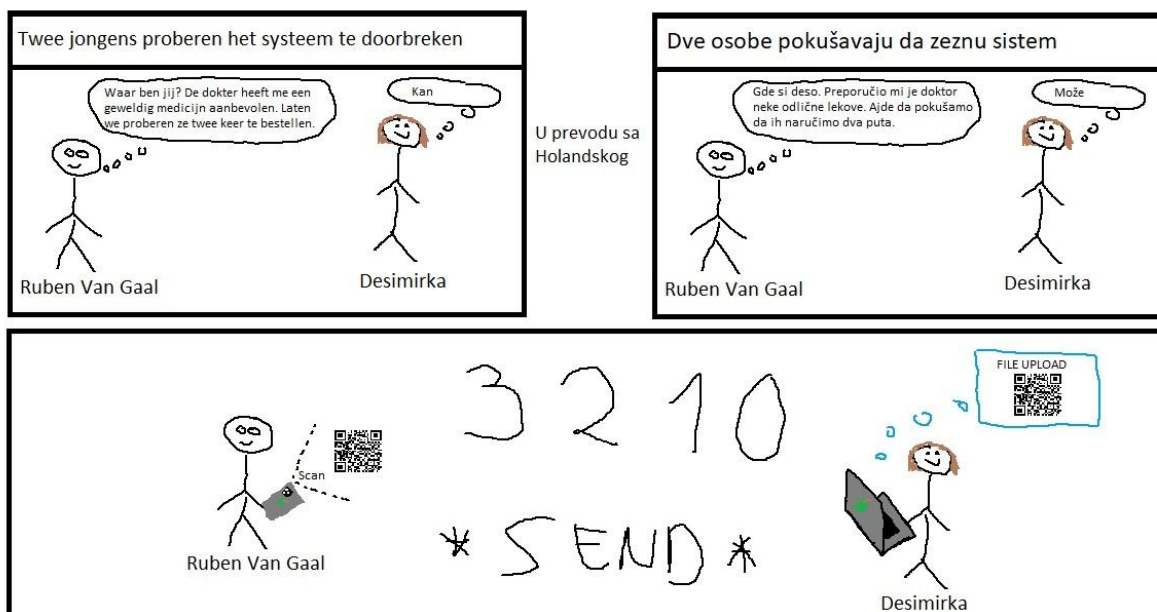 Twee jongens proberen het systeem te doorbreken
Waar ben jij? De dokter heeft me een
geweldig medicijn aanbevolen. Laten
we proberen ze twee keer te bestellen.
Kan
Ruben Van Gaal
Desimirka
U prevodu sa
Holandskog
Dve osobe pokušavaju da zeznu sistem
Gde si deso. Preporučio mi je doktor
neke odlične lekove. Ajde da pokušamo
da ih naručimo dva puta.
Može
Ruben Van Gaal
Desimirka
3 2 1 0
FILE UPLOAD
Scan
* SEND *
Ruben Van Gaal
Desimirka